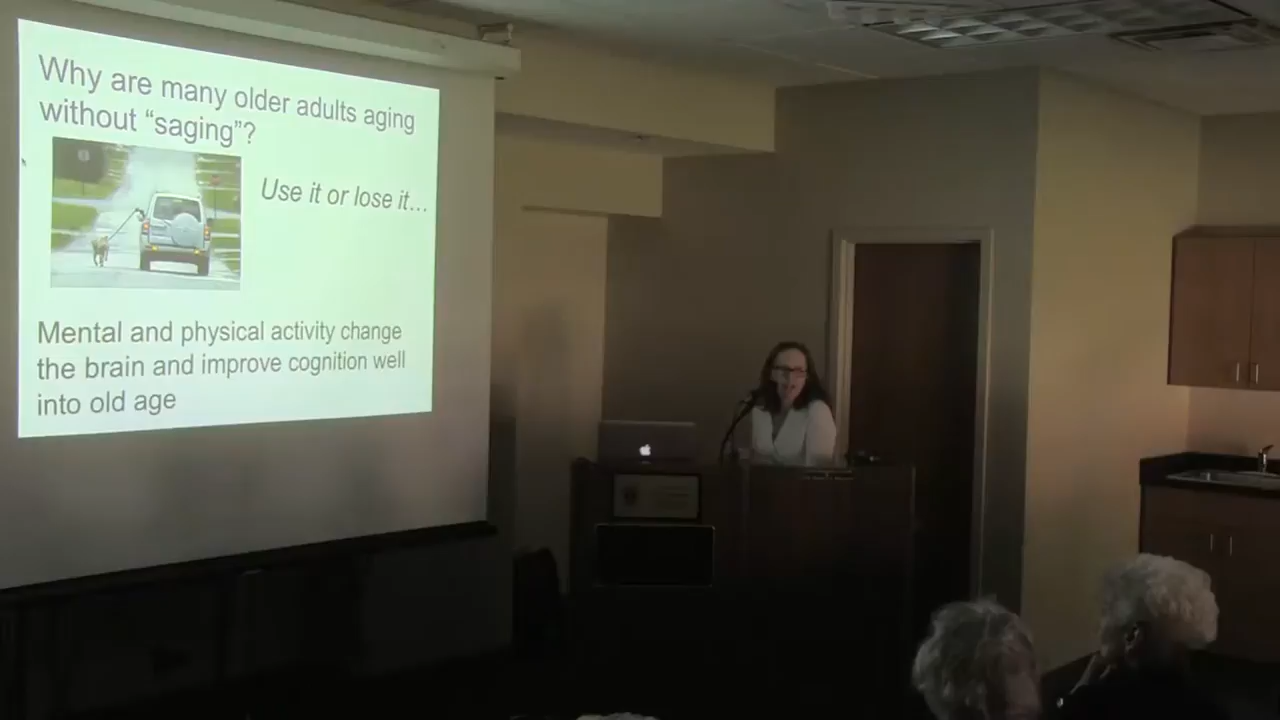 Why are many older adults aging
without “saging”?
Use it or lose it...
Mental and physical activity change
the brain and improve cognition well
into old age